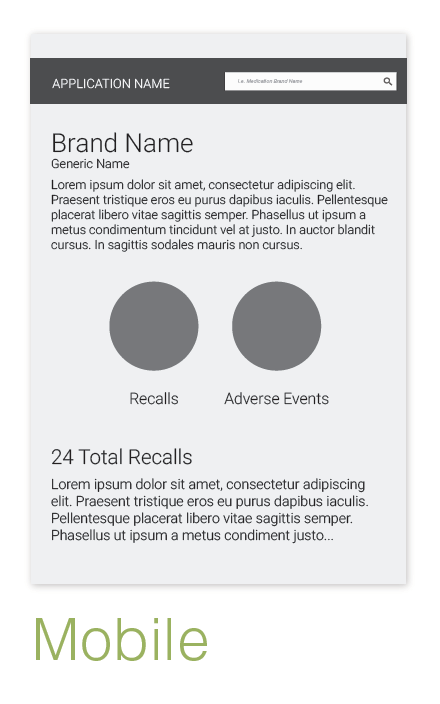 APPLICATION NAME
i.e. Medication Brand Name
Brand Name
Generic Name
Lorem ipsum dolor sit amet, consectetur adipiscing elit.
Praesent tristique eros eu purus dapibus iaculis. Pellentesque
placerat libero vitae sagittis semper. Phasellus ut ipsum a
metus condimentum tincidunt vel at justo. In auctor blandit
cursus. In sagittis sodales mauris non cursus.
Recalls
Adverse Events
24 Total Recalls
Lorem ipsum dolor sit amet, consectetur adipiscing
elit. Praesent tristique eros eu purus dapibus iaculis.
Pellentesque placerat libero vitae sagittis semper.
Phasellus ut ipsum a metus condiment justo...
Mobile